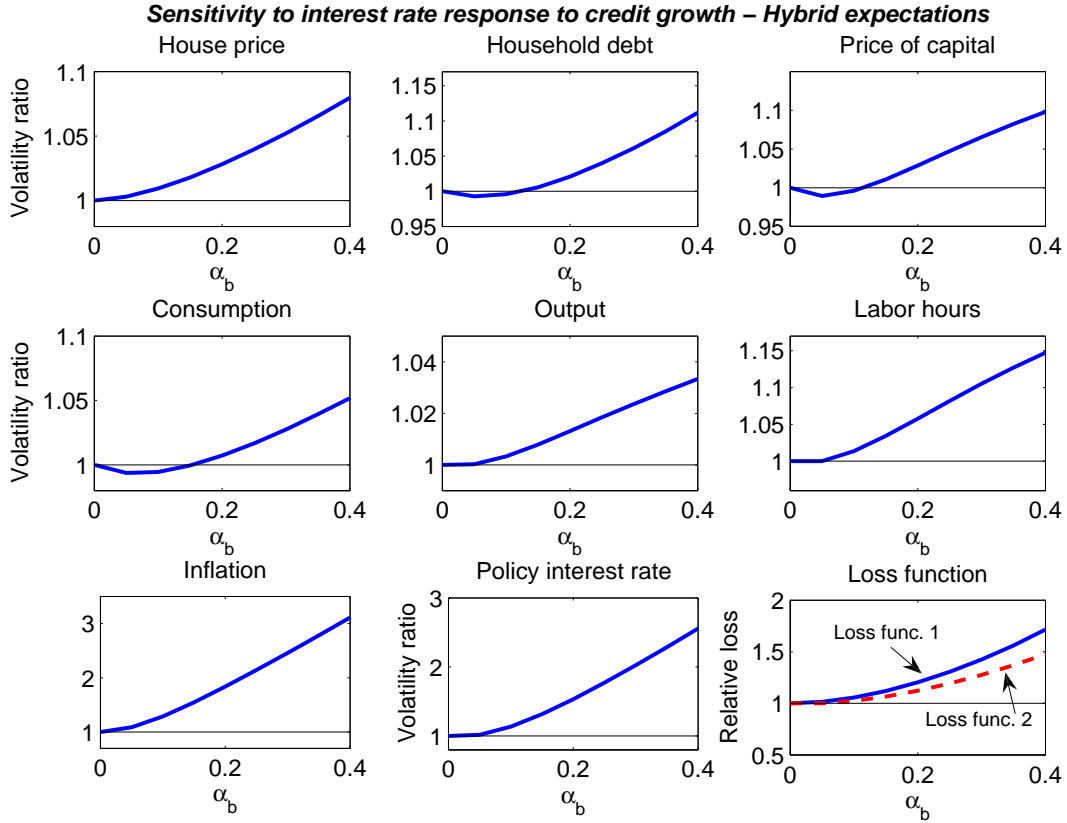 Sensitivity to interest rate response to credit growth – Hybrid expectations
House price
1.1
1.05
1
Volatility ratio
0 0.2 0.4
α_b
Household debt
1.15
1.1
1.05
1
0.95
0 0.2 0.4
α_b
Price of capital
1.1
1.05
1
0.95
0 0.2 0.4
α_b
Consumption
1.1
1.05
1
Volatility ratio
0 0.2 0.4
α_b
Output
1.04
1.02
1
0 0.2 0.4
α_b
Labor hours
1.15
1.1
1.05
1
0 0.2 0.4
α_b
Inflation
3
2
1
0 0.2 0.4
α_b
Policy interest rate
3
2
1
Volatility ratio
0 0.2 0.4
α_b
Loss function
2
1.5
1
0.5
Relative loss
Loss func. 1
Loss func. 2
0 0.2 0.4
α_b